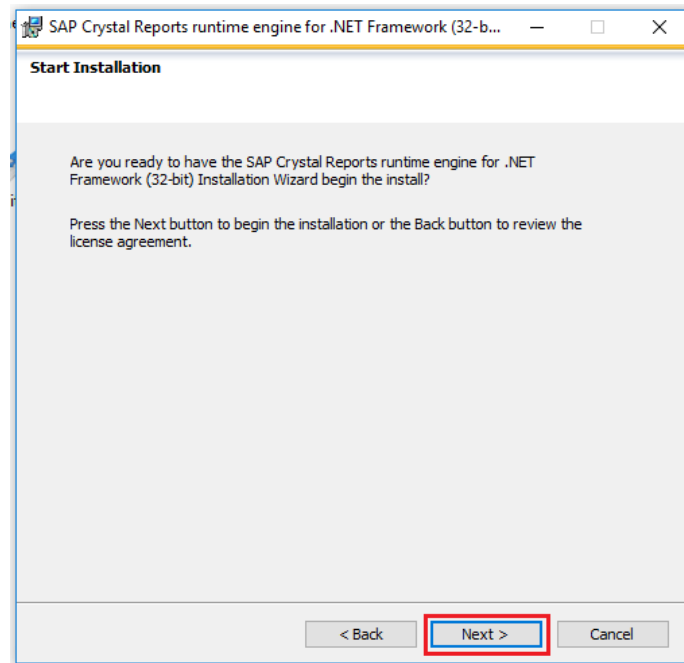 SAP Crystal Reports runtime engine for .NET Framework (32-b...
Start Installation
Are you ready to have the SAP Crystal Reports runtime engine for .NET
Framework (32-bit) Installation Wizard begin the install?
Press the Next button to begin the installation or the Back button to review the
license agreement.
< Back Next > Cancel